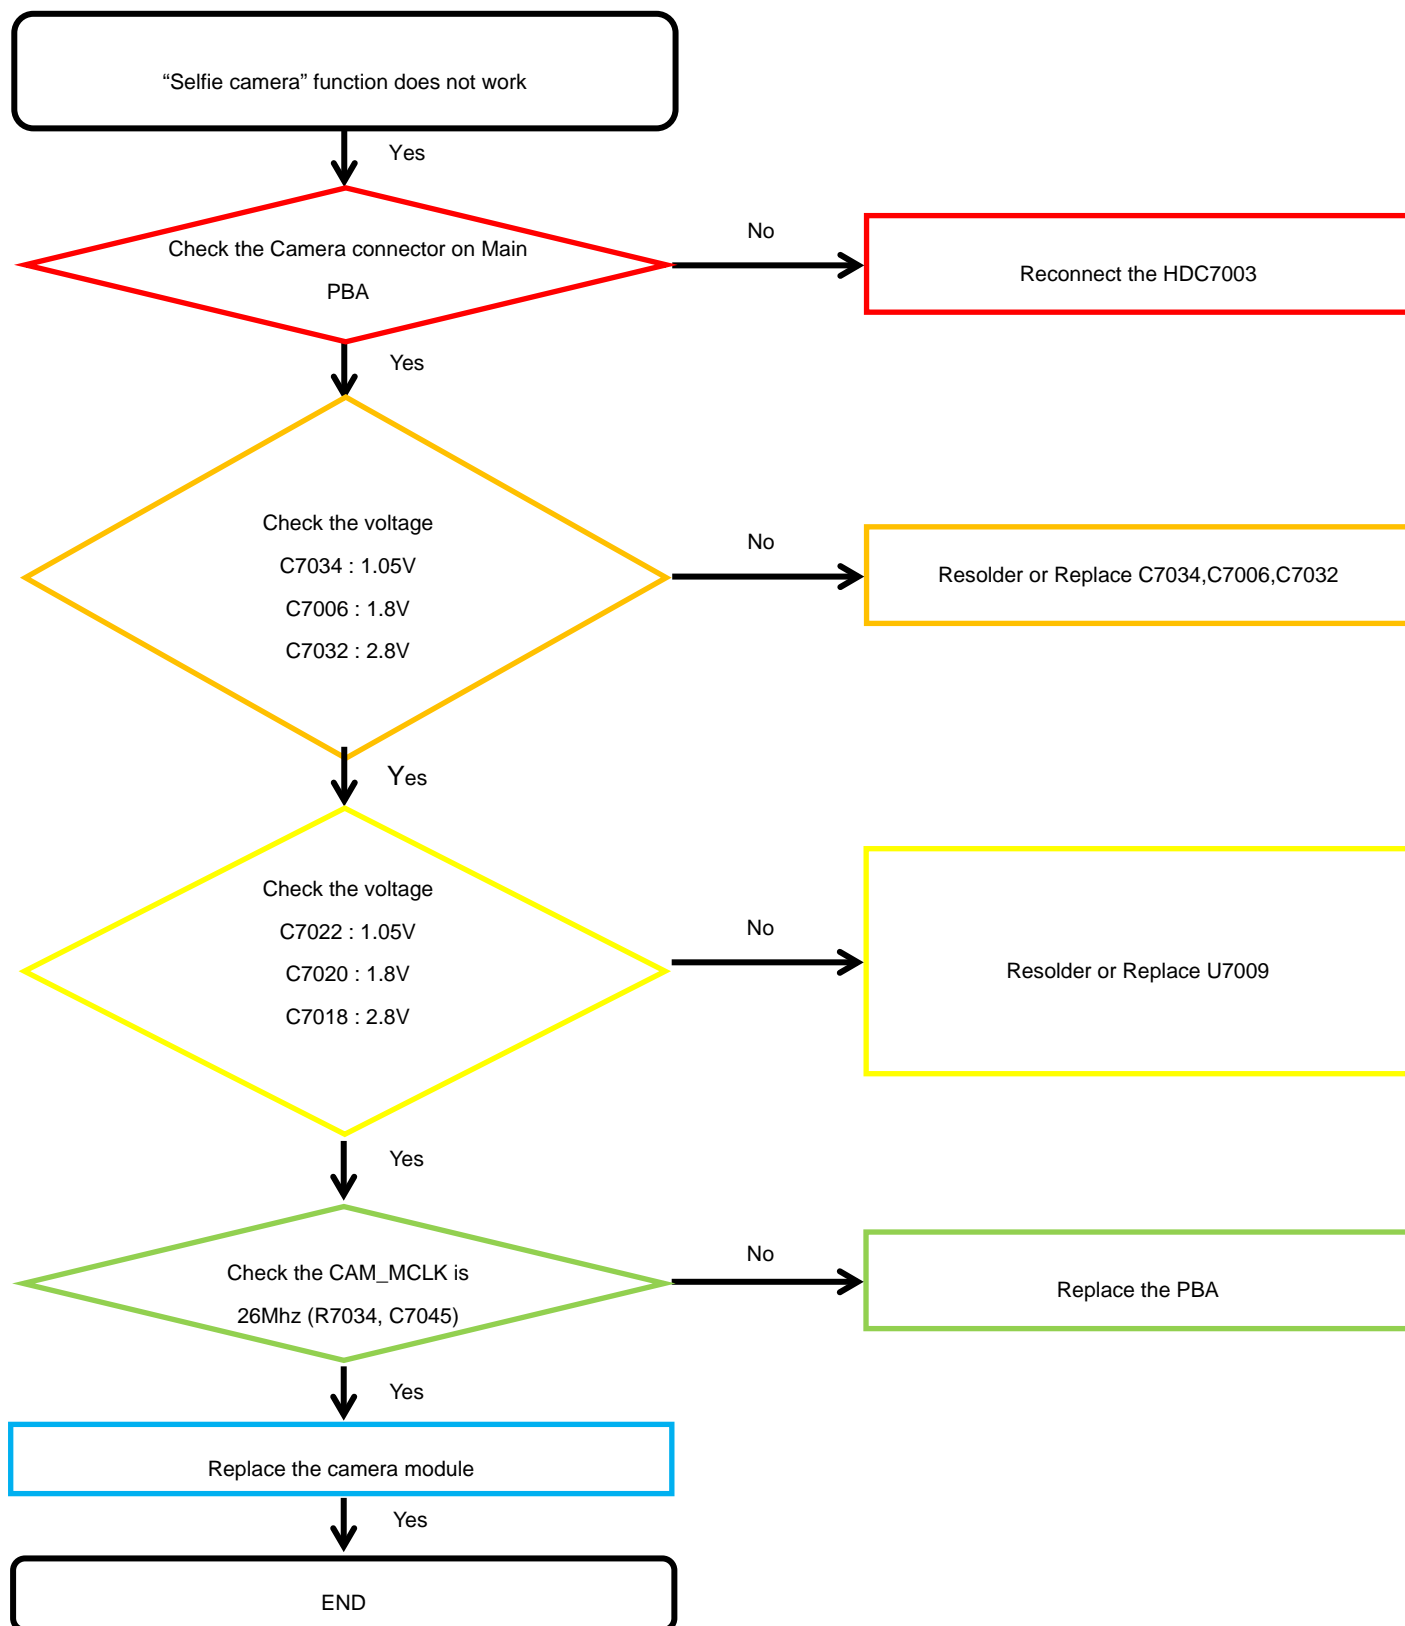 “Selfie camera” function does not work
Yes
Check the Camera connector on Main
PBA
No
Reconnect the HDC7003
Yes
Check the voltage
C7034 : 1.05V
C7006 : 1.8V
C7032 : 2.8V
No
Resolder or Replace C7034,C7006,C7032
Yes
Check the voltage
C7022 : 1.05V
C7020 : 1.8V
C7018 : 2.8V
No
Resolder or Replace U7009
Yes
Check the CAM_MCLK is
26Mhz (R7034, C7045)
No
Replace the PBA
Yes
Replace the camera module
Yes
END